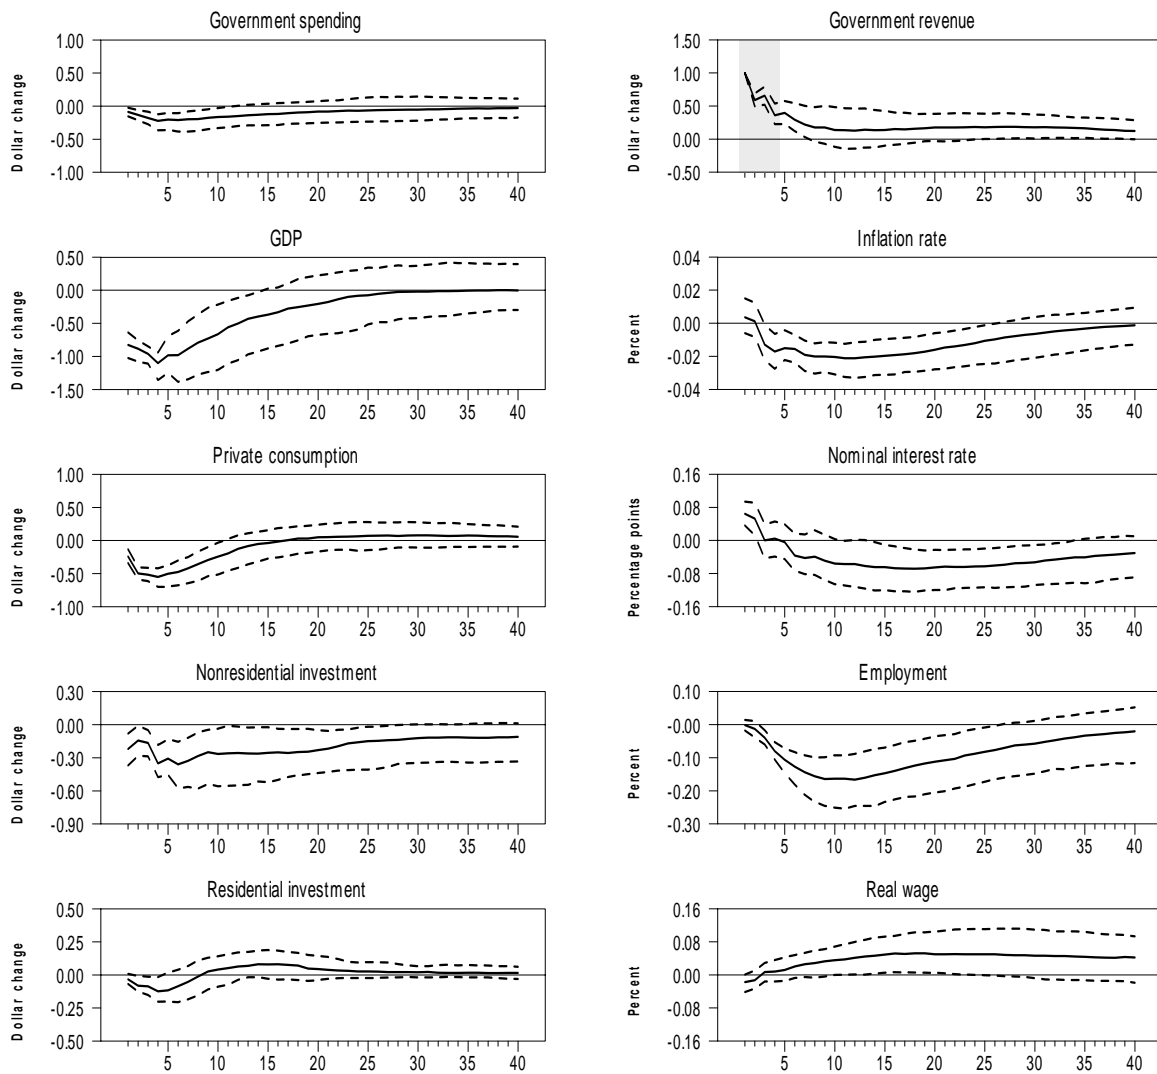 Government spending
1.00
0.50
0.00
-0.50
-1.00
Dollar change
5 10 15 20 25 30 35 40
Government revenue
1.50
1.00
0.50
0.00
-0.50
Dollar change
5 10 15 20 25 30 35 40
GDP
0.50
0.00
-0.50
-1.00
-1.50
Dollar change
5 10 15 20 25 30 35 40
Inflation rate
0.04
0.02
0.00
-0.02
-0.04
Percent
5 10 15 20 25 30 35 40
Private consumption
1.00
0.50
0.00
-0.50
-1.00
Dollar change
5 10 15 20 25 30 35 40
Nominal interest rate
0.16
0.08
0.00
-0.08
-0.16
Percentage points
5 10 15 20 25 30 35 40
Nonresidential investment
0.30
0.00
-0.30
-0.60
-0.90
Dollar change
5 10 15 20 25 30 35 40
Employment
0.10
-0.00
-0.10
-0.20
-0.30
Percent
5 10 15 20 25 30 35 40
Residential investment
0.50
0.25
0.00
-0.25
-0.50
Dollar change
5 10 15 20 25 30 35 40
Real wage
0.16
0.08
0.00
-0.08
-0.16
Percent
5 10 15 20 25 30 35 40